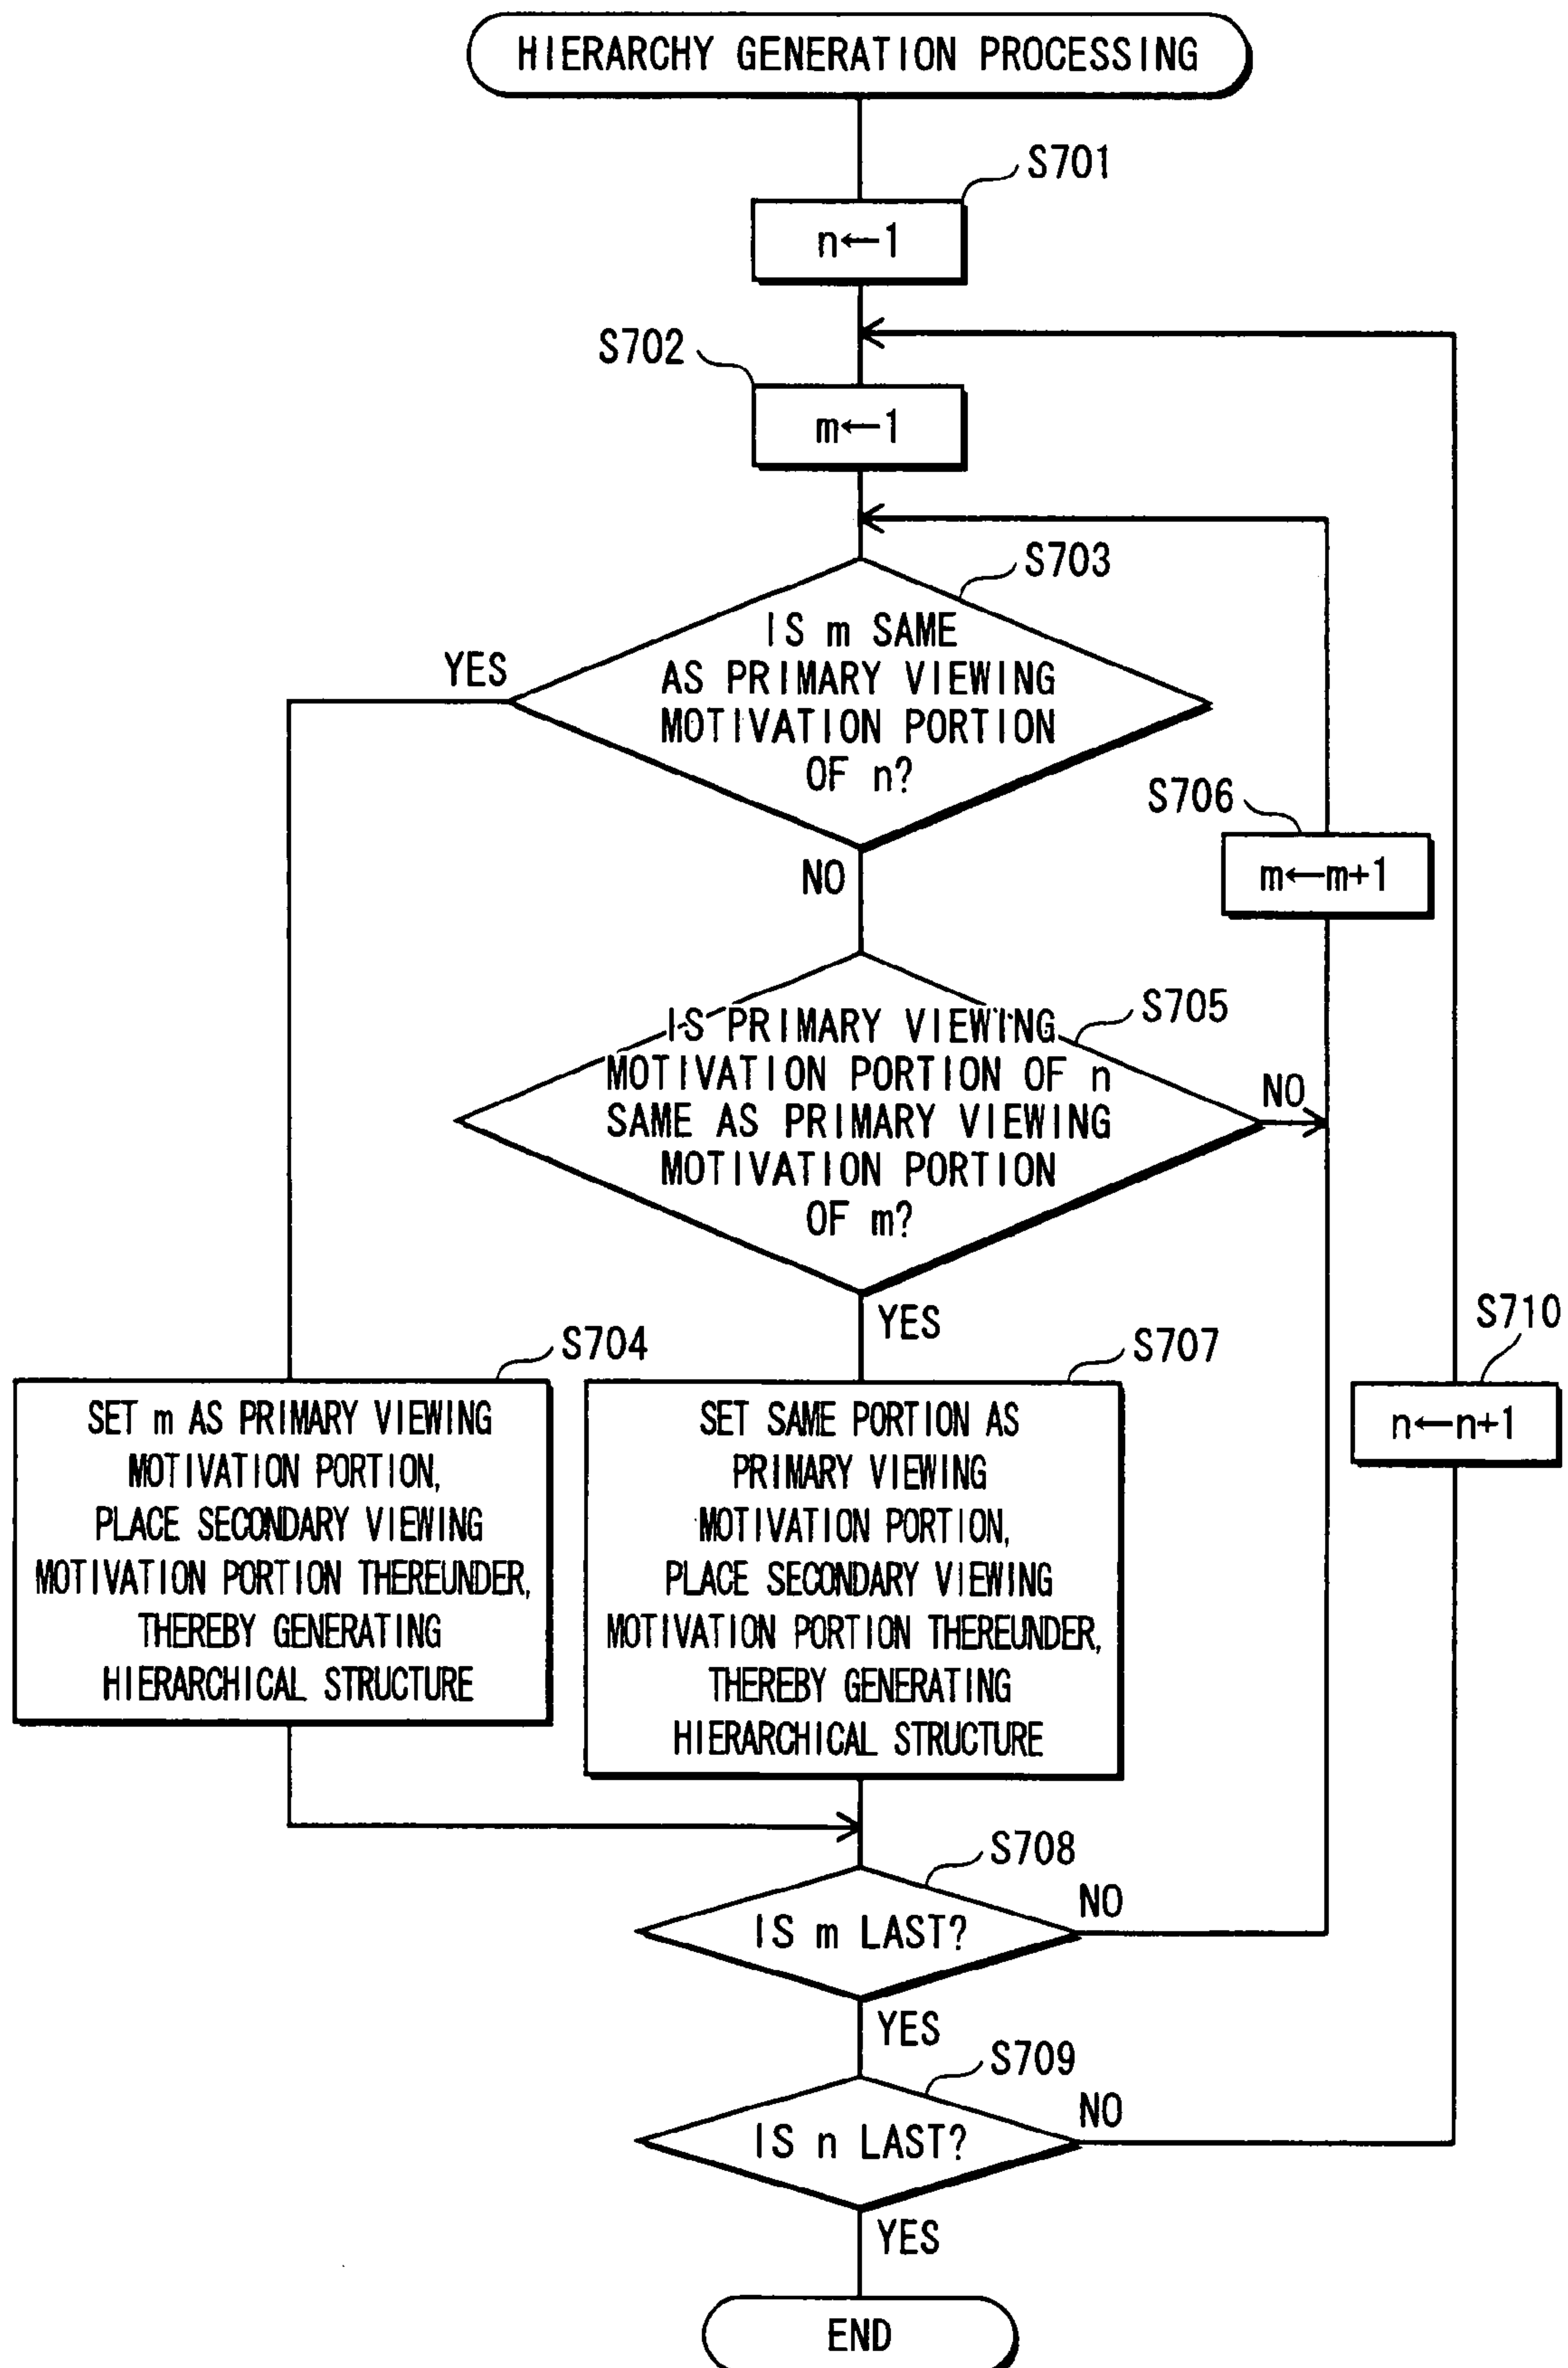 HIERARCHY GENERATION PROCESSING
S701
n←1
S702
m←1
S703
IS m SAME
AS PRIMARY VIEWING
MOTIVATION PORTION
OF n?
YES
NO
S706
m←m+1
S705
IS PRIMARY VIEWING
MOTIVATION PORTION OF n
SAME AS PRIMARY VIEWING
MOTIVATION PORTION
OF m?
NO
YES
S704
SET m AS PRIMARY VIEWING
MOTIVATION PORTION,
PLACE SECONDARY VIEWING
MOTIVATION PORTION THEREUNDER,
THEREBY GENERATING
HIERARCHICAL STRUCTURE
S707
SET SAME PORTION AS
PRIMARY VIEWING
MOTIVATION PORTION,
PLACE SECONDARY VIEWING
MOTIVATION PORTION THEREUNDER,
THEREBY GENERATING
HIERARCHICAL STRUCTURE
S710
n←n+1
S708
IS m LAST?
NO
YES
S709
IS n LAST?
NO
YES
END